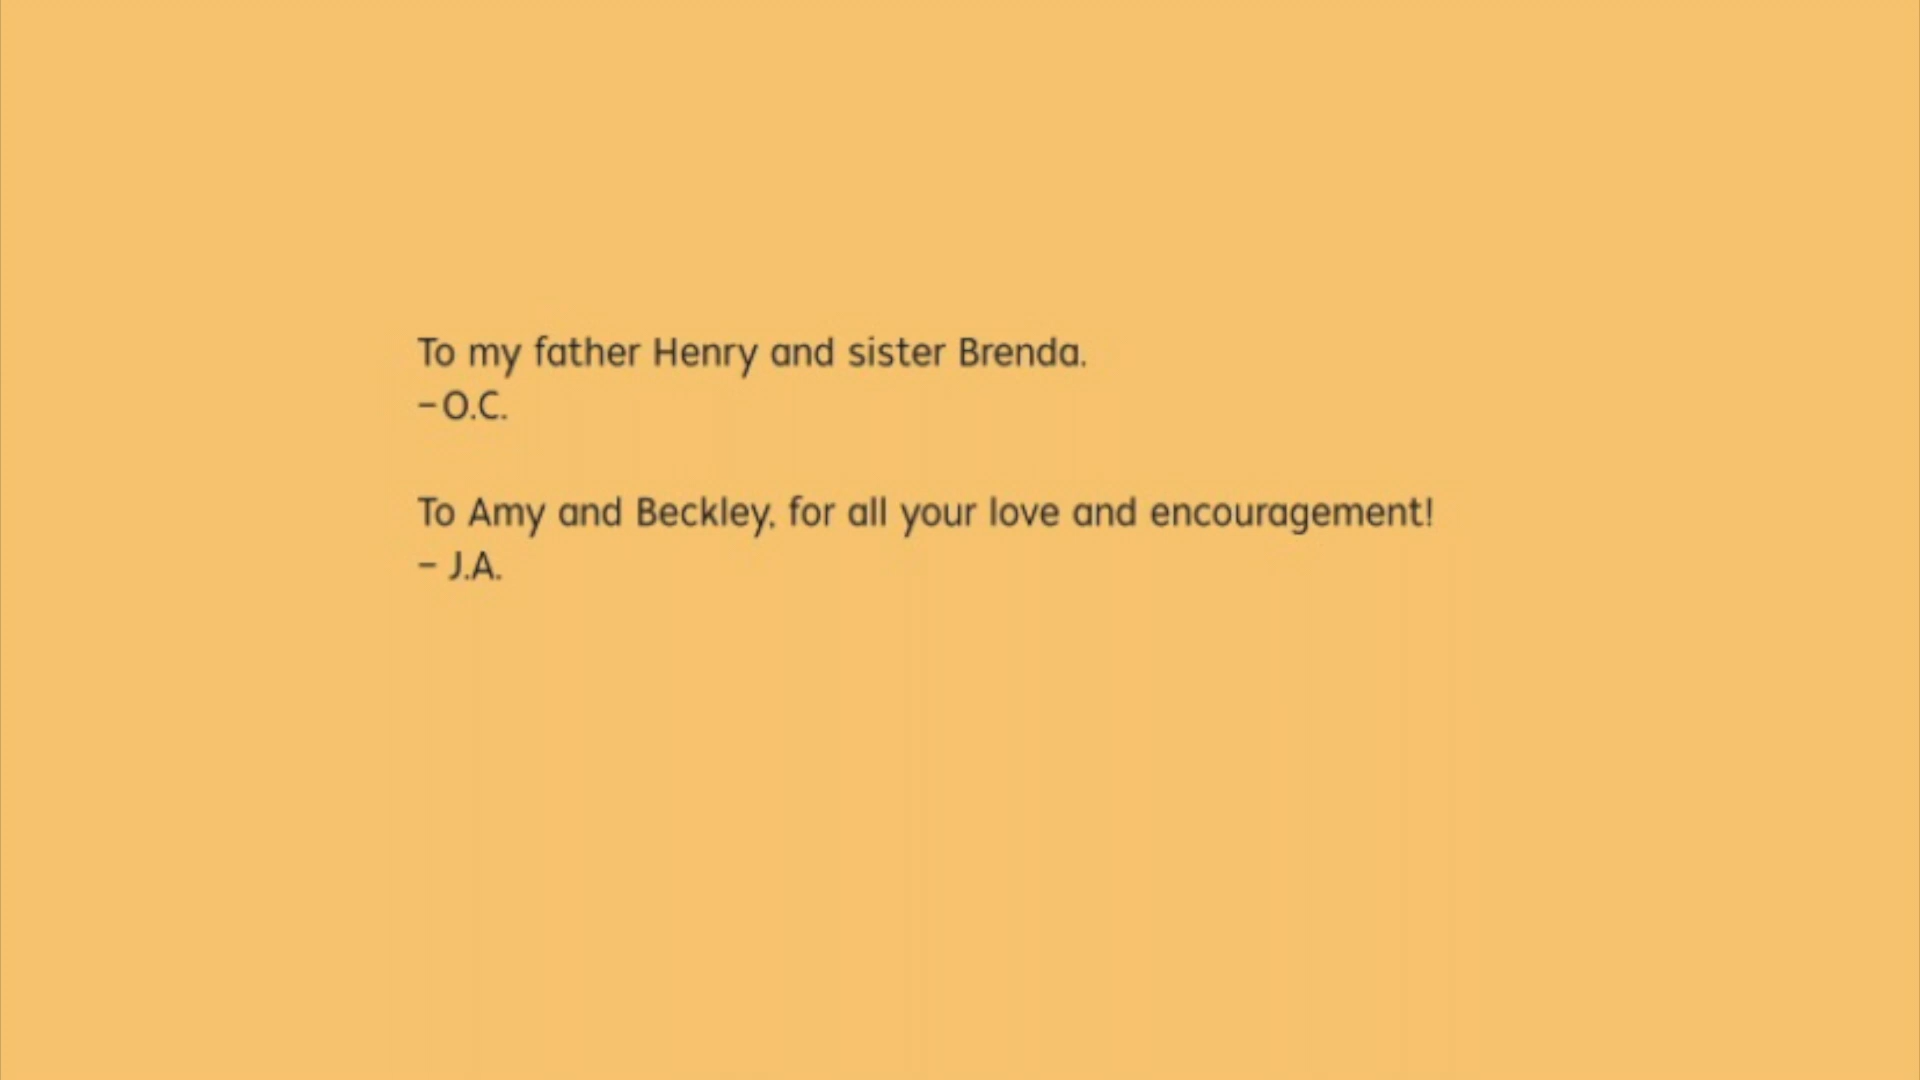 To my father Henry and sister Brenda.
–O.C.
To Amy and Beckley, for all your love and encouragement!
– J.A.